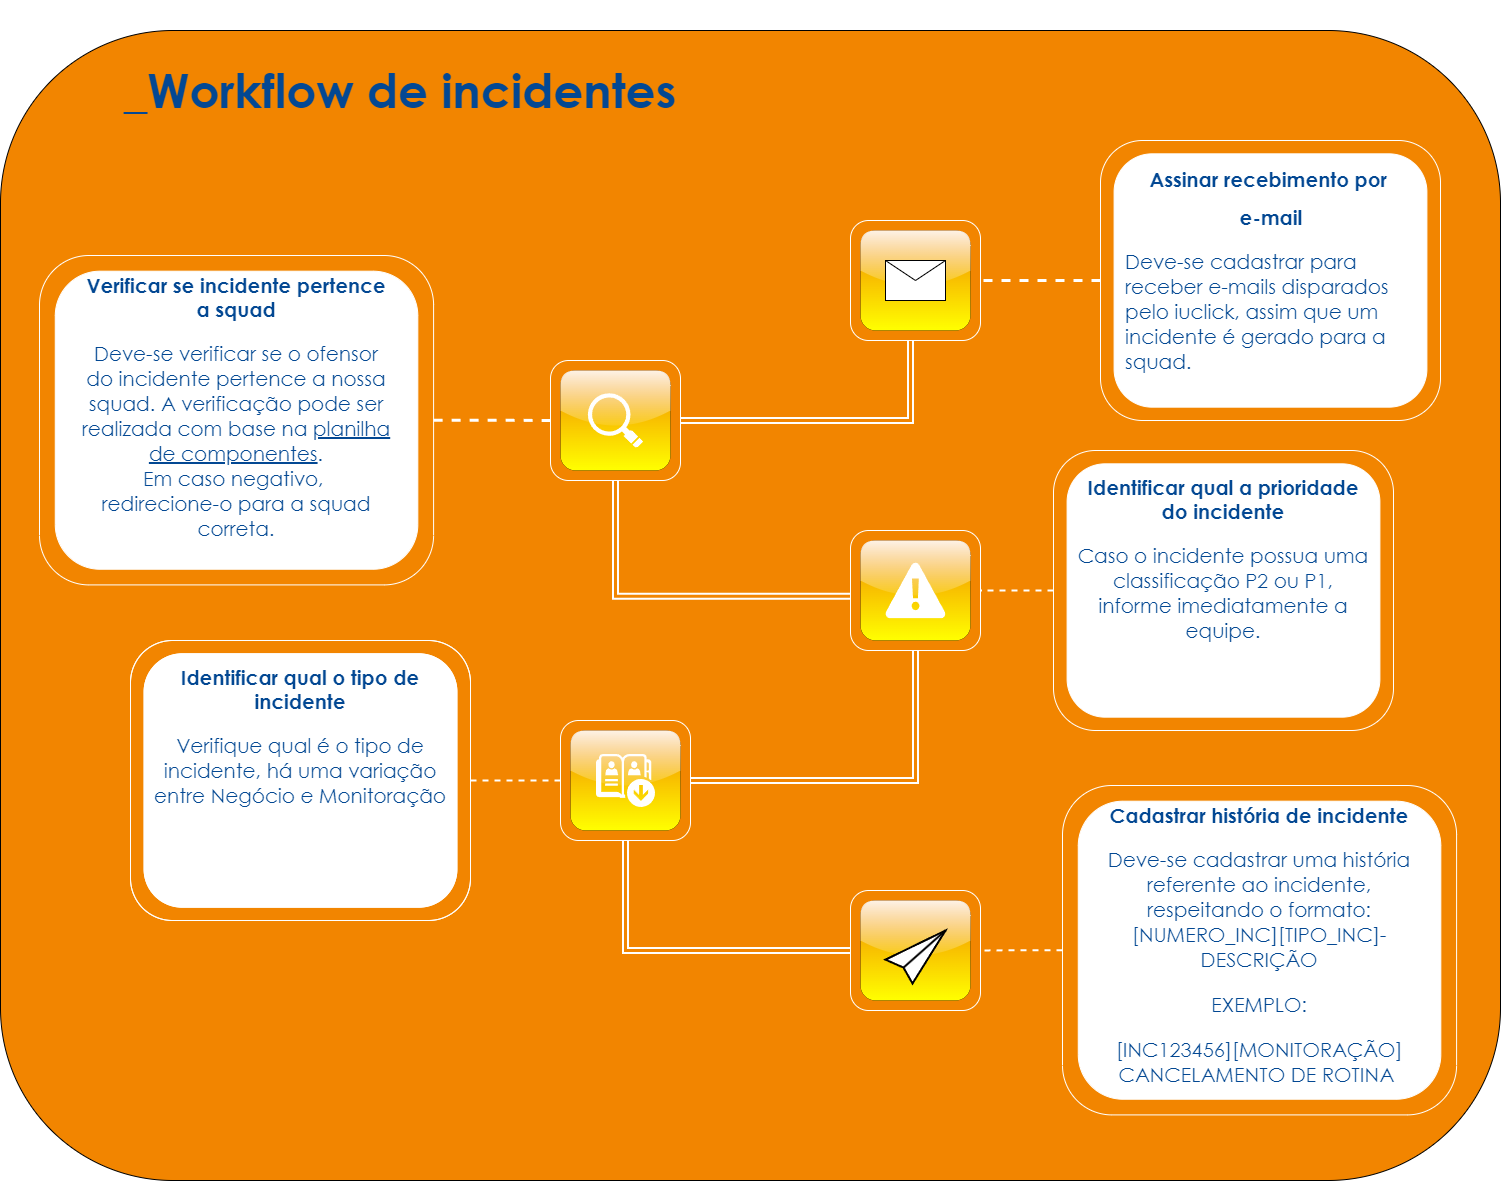 _Workflow de incidentes
Assinar recebimento por
e-mail
Deve-se cadastrar para
receber e-mails disparados
pelo iuclick, assim que um
incidente é gerado para a
squad.
Verificar se incidente pertence
a squad
Deve-se verificar se o ofensor
do incidente pertence a nossa
squad. A verificação pode ser
realizada com base na planilha
de componentes.
Em caso negativo,
redirecione-o para a squad
correta.
Identificar qual a prioridade
do incidente
Caso o incidente possua uma
classificação P2 ou P1,
informe imediatamente a
equipe.
Identificar qual o tipo de
incidente
Verifique qual é o tipo de
incidente, há uma variação
entre Negócio e Monitoração
Cadastrar história de incidente
Deve-se cadastrar uma história
referente ao incidente,
respeitando o formato:
[NUMERO_INC][TIPO_INC]-
DESCRIÇÃO
EXEMPLO:
[INC123456][MONITORAÇÃO]
CANCELAMENTO DE ROTINA